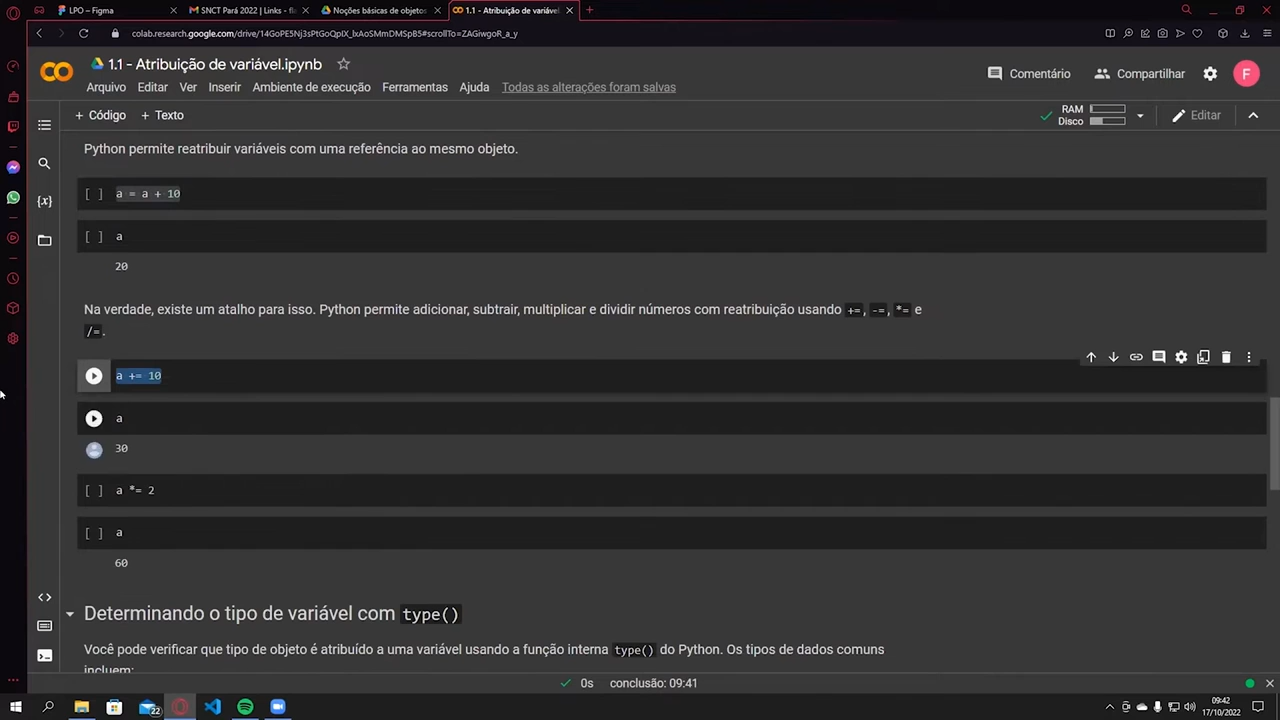 LPO – Figma
SNCT Pará 2022 | Links - f
Noções básicas de objetos
1.1 - Atribuição de variável
colab.research.google.com/drive/14GoPE5Nj3sPtGoQpIX_lxAoSMmDMSpB5#scrollTo=ZAGiwgoR_a_y
1.1 - Atribuição de variável.ipynb
Comentário
Compartilhar
F
Arquivo Editar Ver Inserir Ambiente de execução Ferramentas Ajuda Todas as alterações foram salvas
+ Código + Texto
RAM
Disco
Editar
Python permite reatribuir variáveis com uma referência ao mesmo objeto.
[ ] a = a + 10
[ ] a
20
Na verdade, existe um atalho para isso. Python permite adicionar, subtrair, multiplicar e dividir números com reatribuição usando +=, -=, *= e
/=.
a += 10
a
30
[ ] a *= 2
[ ] a
60
Determinando o tipo de variável com type()
Você pode verificar que tipo de objeto é atribuído a uma variável usando a função interna type() do Python. Os tipos de dados comuns
incluem:
0s conclusão: 09:41
22
09:42
17/10/2022